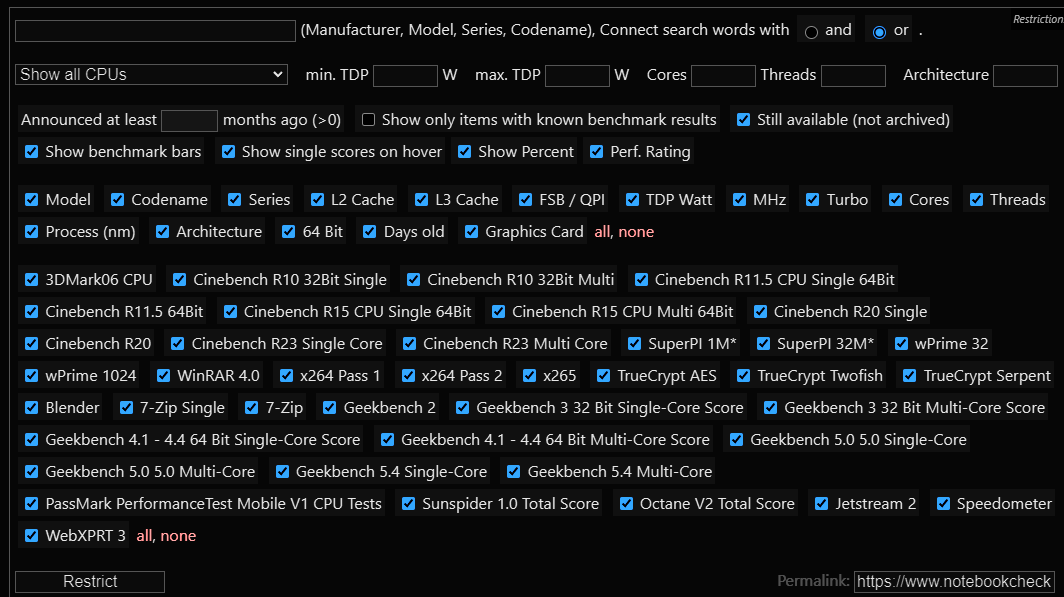 Restriction
(Manufacturer, Model, Series, Codename), Connect search words with and or .
Show all CPUs min. TDP W max. TDP W Cores Threads Architecture
Announced at least months ago (>0) Show only items with known benchmark results Still available (not archived)
Show benchmark bars Show single scores on hover Show Percent Perf. Rating
Model Codename Series L2 Cache L3 Cache FSB / QPI TDP Watt MHz Turbo Cores Threads
Process (nm) Architecture 64 Bit Days old Graphics Card all, none
3DMark06 CPU Cinebench R10 32Bit Single Cinebench R10 32Bit Multi Cinebench R11.5 CPU Single 64Bit
Cinebench R11.5 64Bit Cinebench R15 CPU Single 64Bit Cinebench R15 CPU Multi 64Bit Cinebench R20 Single
Cinebench R20 Cinebench R23 Single Core Cinebench R23 Multi Core SuperPI 1M* SuperPI 32M* wPrime 32
wPrime 1024 WinRAR 4.0 x264 Pass 1 x264 Pass 2 x265 TrueCrypt AES TrueCrypt Twofish TrueCrypt Serpent
Blender 7-Zip Single 7-Zip Geekbench 2 Geekbench 3 32 Bit Single-Core Score Geekbench 3 32 Bit Multi-Core Score
Geekbench 4.1 - 4.4 64 Bit Single-Core Score Geekbench 4.1 - 4.4 64 Bit Multi-Core Score Geekbench 5.0 5.0 Single-Core
Geekbench 5.0 5.0 Multi-Core Geekbench 5.4 Single-Core Geekbench 5.4 Multi-Core
PassMark PerformanceTest Mobile V1 CPU Tests Sunspider 1.0 Total Score Octane V2 Total Score Jetstream 2 Speedometer
WebXPRT 3 all, none
Restrict Permalink: https://www.notebookcheck